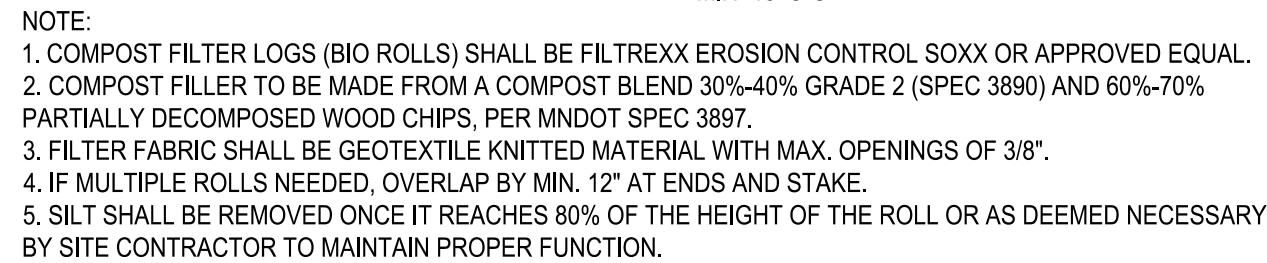 NOTE:
1. COMPOST FILTER LOGS (BIO ROLLS) SHALL BE FILTREXX EROSION CONTROL SOXX OR APPROVED EQUAL.
2. COMPOST FILLER TO BE MADE FROM A COMPOST BLEND 30%-40% GRADE 2 (SPEC 3890) AND 60%-70%
PARTIALLY DECOMPOSED WOOD CHIPS, PER MNDOT SPEC 3897.
3. FILTER FABRIC SHALL BE GEOTEXTILE KNITTED MATERIAL WITH MAX. OPENINGS OF 3/8".
4. IF MULTIPLE ROLLS NEEDED, OVERLAP BY MIN. 12" AT ENDS AND STAKE.
5. SILT SHALL BE REMOVED ONCE IT REACHES 80% OF THE HEIGHT OF THE ROLL OR AS DEEMED NECESSARY
BY SITE CONTRACTOR TO MAINTAIN PROPER FUNCTION.